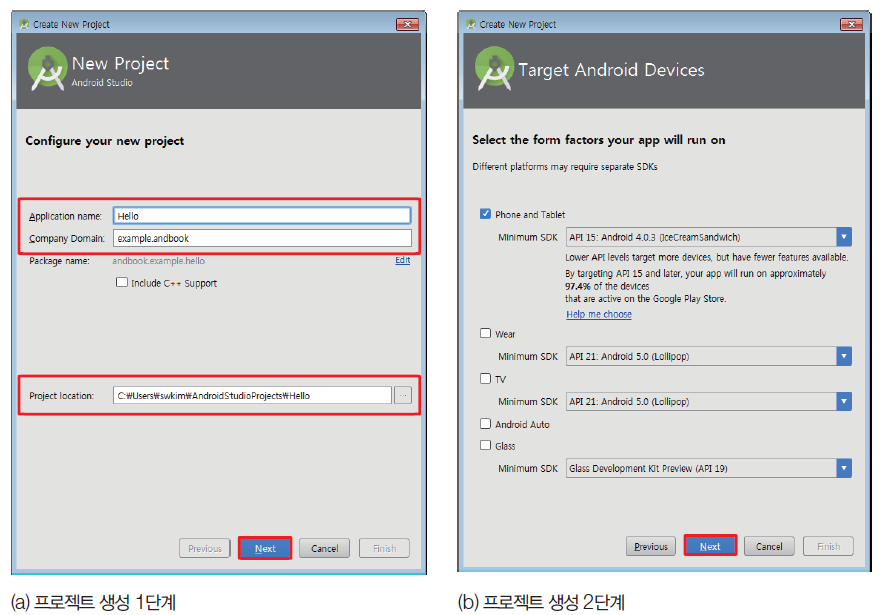 Create New Project
New Project
Android Studio
Configure your new project
Application name: Hello
Company Domain: example.andbook
Package name: andbook.example.hello Edit
Include C++ Support
Project location: C:₩Users₩swkim₩AndroidStudioProjects₩Hello ...
Previous Next Cancel Finish
(a) 프로젝트 생성 1단계
Create New Project
Target Android Devices
Select the form factors your app will run on
Different platforms may require separate SDKs
Phone and Tablet
Minimum SDK API 15: Android 4.0.3 (IceCreamSandwich)
Lower API levels target more devices, but have fewer features available.
By targeting API 15 and later, your app will run on approximately
97.4% of the devices
that are active on the Google Play Store.
Help me choose
Wear
Minimum SDK API 21: Android 5.0 (Lollipop)
TV
Minimum SDK API 21: Android 5.0 (Lollipop)
Android Auto
Glass
Minimum SDK Glass Development Kit Preview (API 19)
Previous Next Cancel Finish
(b) 프로젝트 생성 2단계